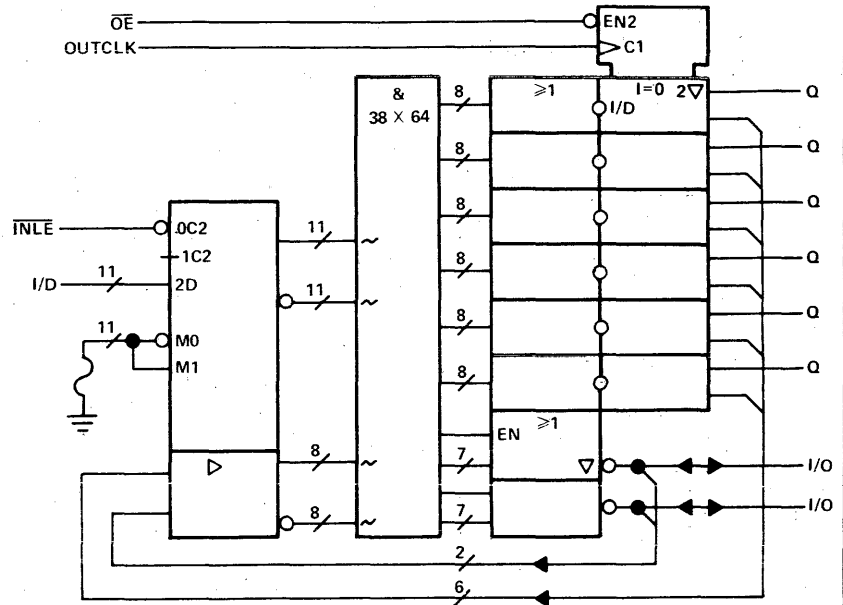 OE EN2
OUTCLK C1
& 8 ≥1 I=0 2▽ Q
38 X 64 I/D
8 Q
8 Q
INLE .0C2 11 ~
1C2 8 Q
I/D 11 2D
11 ~
8 Q
11 M0
M1
8 Q
EN ≥1
8 ~ 7 ▽ I/O
▷
8 ~ 7 I/O
2
6